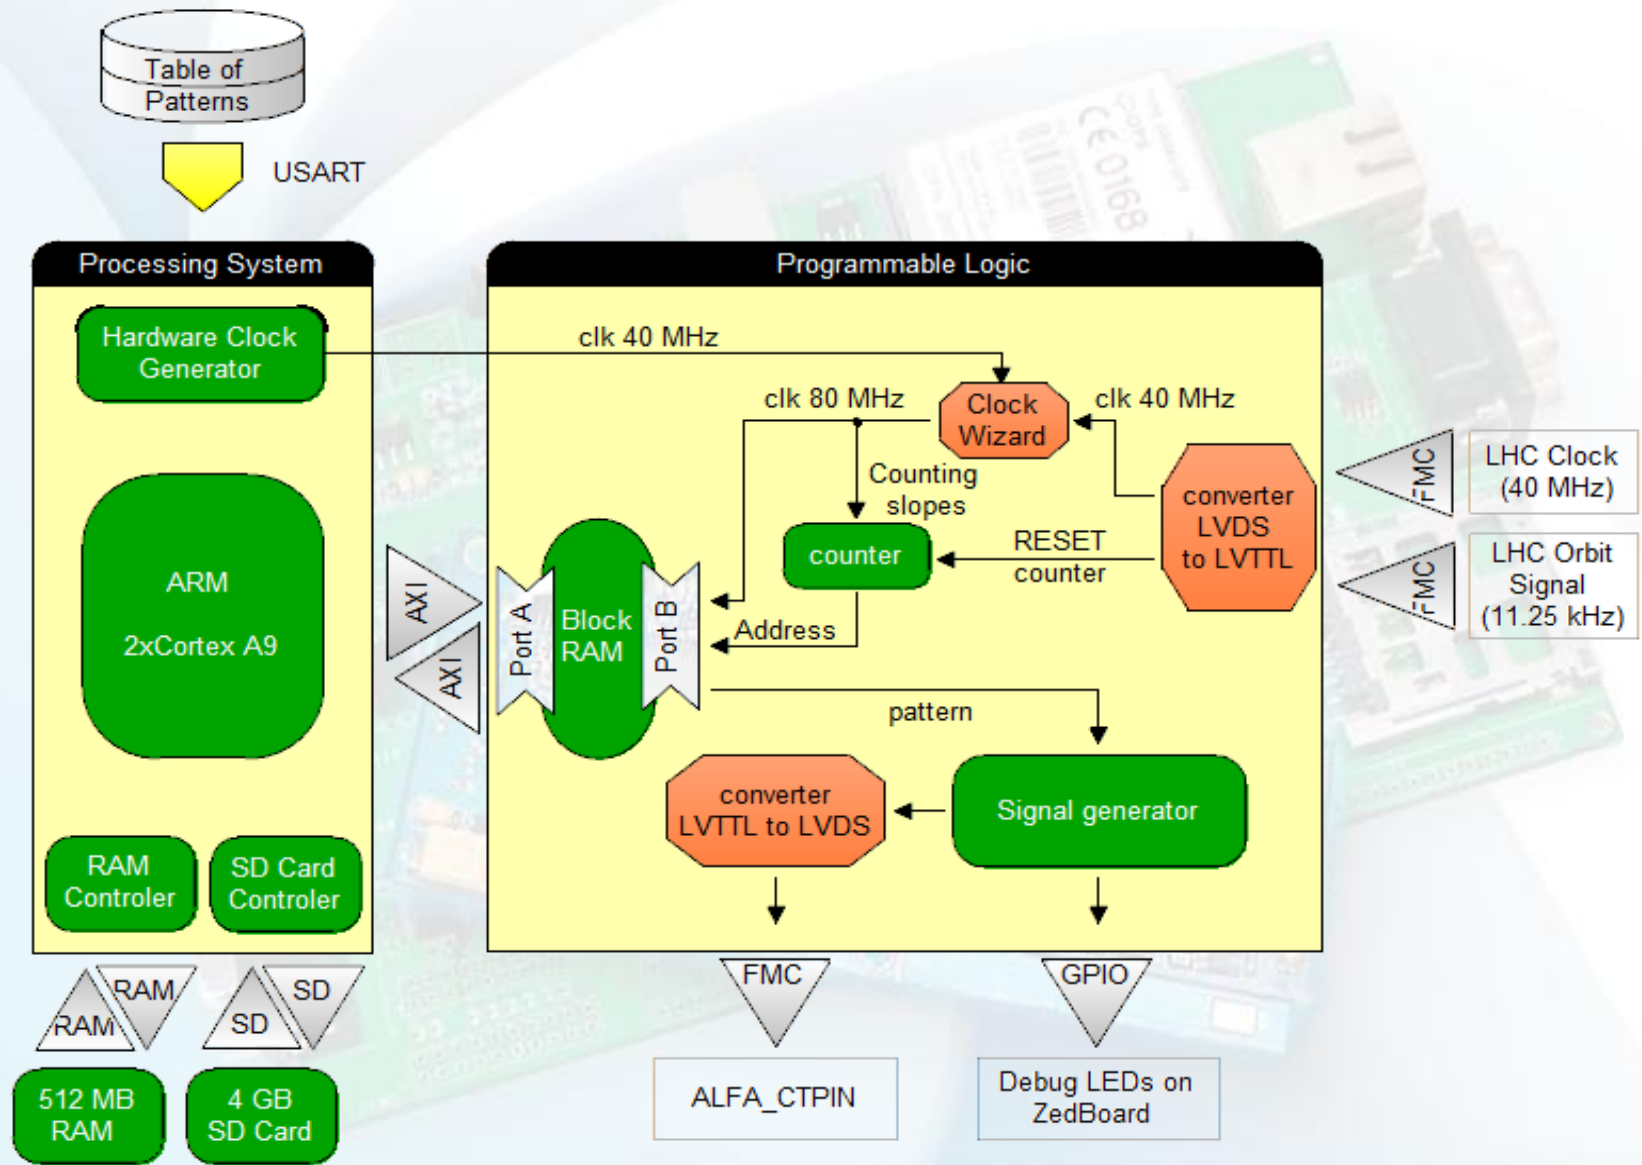 Table of
Patterns
USART
Processing System
Hardware Clock
Generator
ARM
2xCortex A9
RAM
Controler
SD Card
Controler
RAM
RAM
SD
SD
512 MB
RAM
4 GB
SD Card
AXI
AXI
Programmable Logic
clk 40 MHz
clk 80 MHz
Clock
Wizard
clk 40 MHz
Counting
slopes
converter
LVDS
to LVTTL
counter
RESET
counter
Port A
Block
RAM
Port B
Address
pattern
converter
LVTTL to LVDS
Signal generator
FMC
LHC Clock
(40 MHz)
FMC
LHC Orbit
Signal
(11.25 kHz)
FMC
GPIO
ALFA_CTPIN
Debug LEDs on
ZedBoard
CE 0168